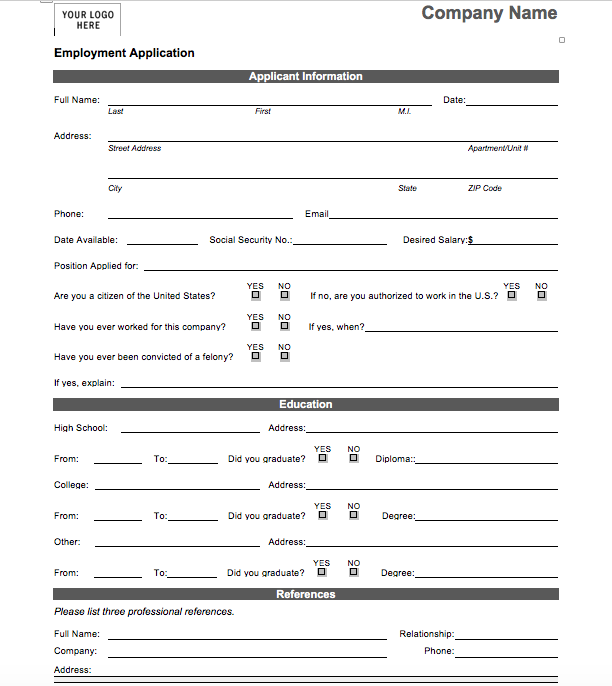 YOUR LOGO
HERE
Company Name
Employment Application
Applicant Information
Full Name: Date:
Last First M.I.
Address:
Street Address Apartment/Unit #
City State ZIP Code
Phone: Email
Date Available: Social Security No.: Desired Salary:$
Position Applied for:
YES NO YES NO
Are you a citizen of the United States? If no, are you authorized to work in the U.S.?
YES NO
Have you ever worked for this company? If yes, when?
YES NO
Have you ever been convicted of a felony?
If yes, explain:
Education
High School: Address:
YES NO
From: To: Did you graduate? Diploma::
College: Address:
YES NO
From: To: Did you graduate? Degree:
Other: Address:
YES NO
From: To: Did you graduate? Degree:
References
Please list three professional references.
Full Name: Relationship:
Company: Phone:
Address: